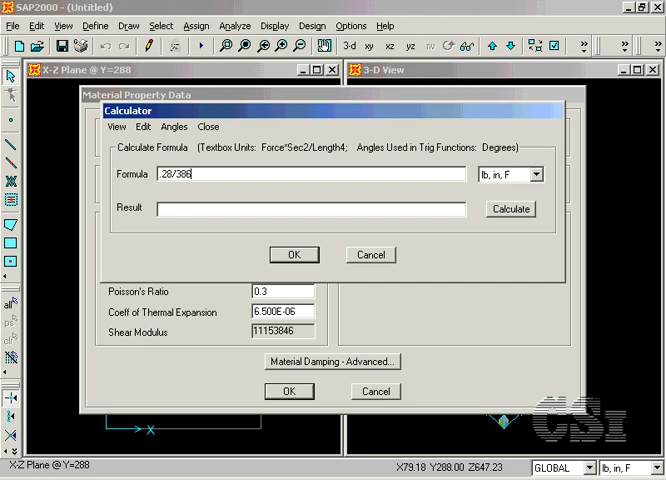 SAP2000 - (Untitled)
File Edit View Define Draw Select Assign Analyze Display Design Options Help
3-d xy xz yz nv
X-Z Plane @ Y=288
3-D View
Material Property Data
Calculator
View Edit Angles Close
Calculate Formula (Textbox Units: Force*Sec2/Length4; Angles Used in Trig Functions: Degrees)
Formula .28/386 lb, in, F
Result Calculate
OK Cancel
Poisson's Ratio 0.3
Coeff of Thermal Expansion 6.500E-06
Shear Modulus 11153846
Material Damping - Advanced...
OK Cancel
all
ps
clr
X
CSI
X-Z Plane @ Y=288 X79.18 Y288.00 Z647.23 GLOBAL lb, in, F